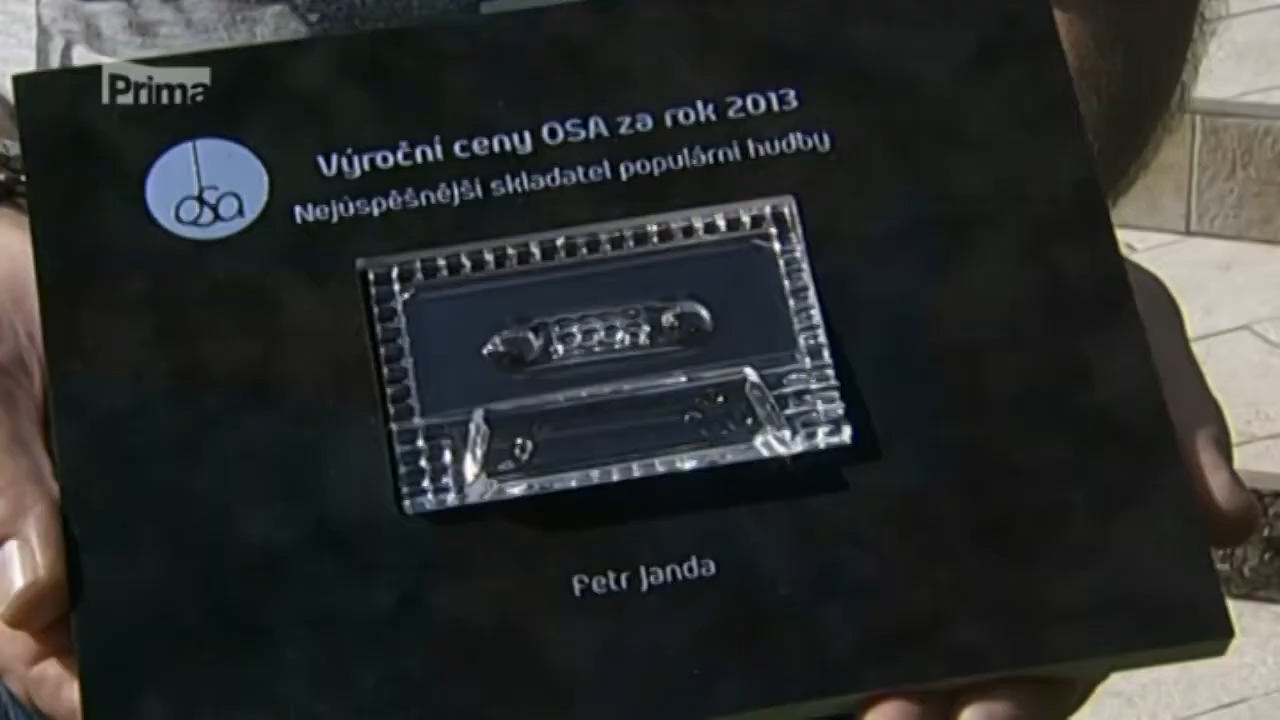 Prima
Výroční ceny OSA za rok 2013
Nejúspěšnější skladatel populární hudby
osa
Petr Janda